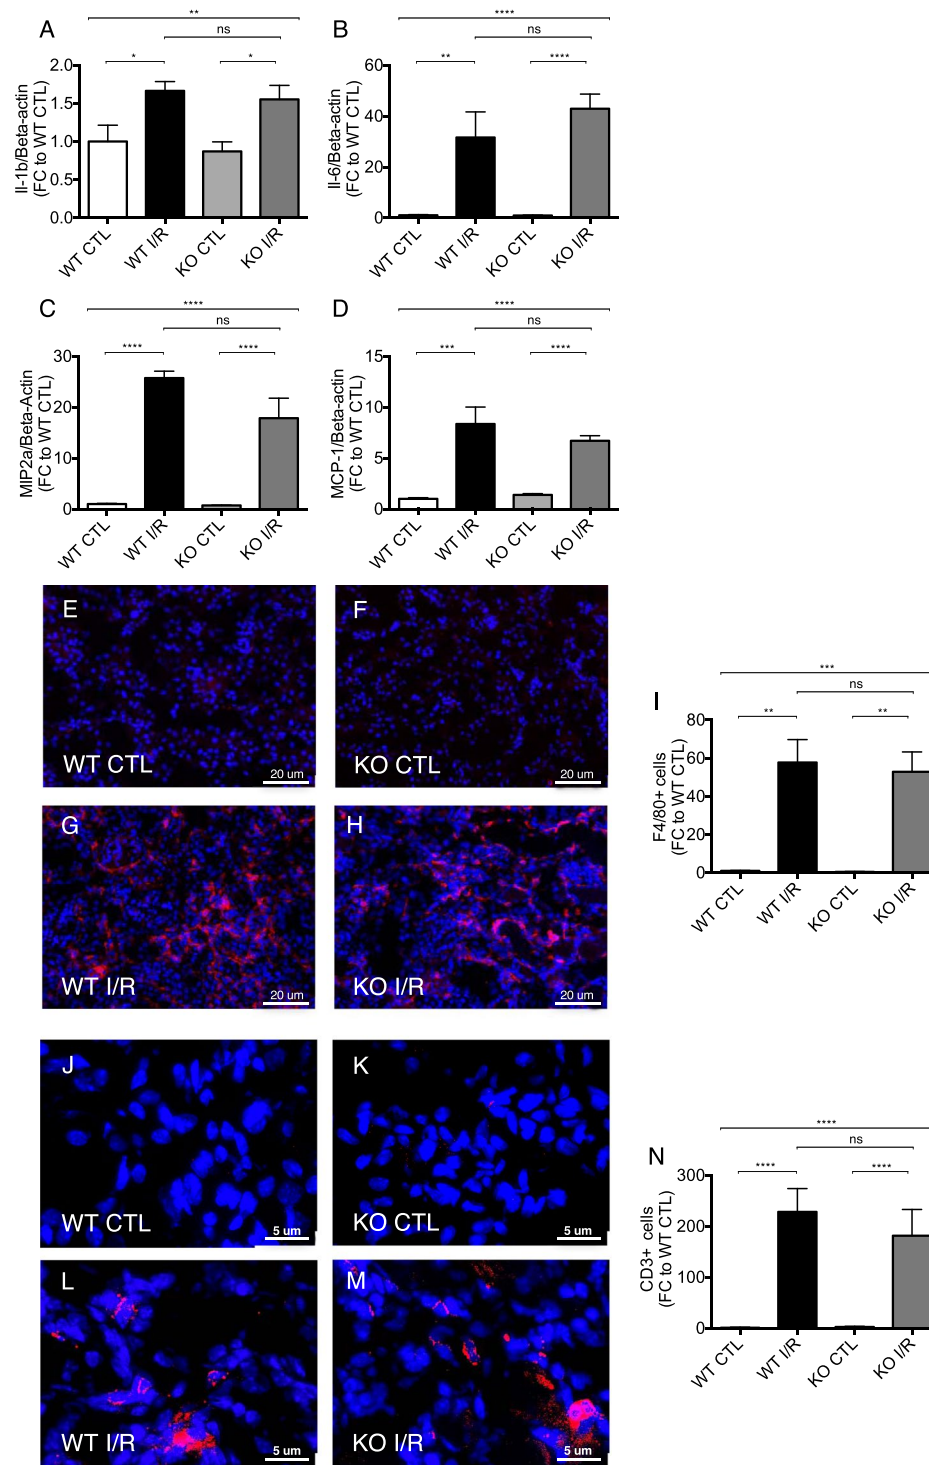 A
**
ns
*
*
Il-1b/Beta-actin
(FC to WT CTL)
2.0
1.5
1.0
0.5
0.0
WT CTL
WT I/R
KO CTL
KO I/R
B
****
ns
**
****
Il-6/Beta-actin
(FC to WT CTL)
60
40
20
0
WT CTL
WT I/R
KO CTL
KO I/R
C
****
ns
****
****
MIP2a/Beta-Actin
(FC to WT CTL)
30
20
10
0
WT CTL
WT I/R
KO CTL
KO I/R
D
****
ns
***
****
MCP-1/Beta-actin
(FC to WT CTL)
15
10
5
0
WT CTL
WT I/R
KO CTL
KO I/R
E
WT CTL
20 um
F
KO CTL
20 um
G
WT I/R
20 um
H
KO I/R
20 um
I
***
ns
**
**
F4/80+ cells
(FC to WT CTL)
80
60
40
20
0
WT CTL
WT I/R
KO CTL
KO I/R
J
WT CTL
5 um
K
KO CTL
5 um
L
WT I/R
5 um
M
KO I/R
5 um
N
****
ns
****
****
CD3+ cells
(FC to WT CTL)
300
200
100
0
WT CTL
WT I/R
KO CTL
KO I/R